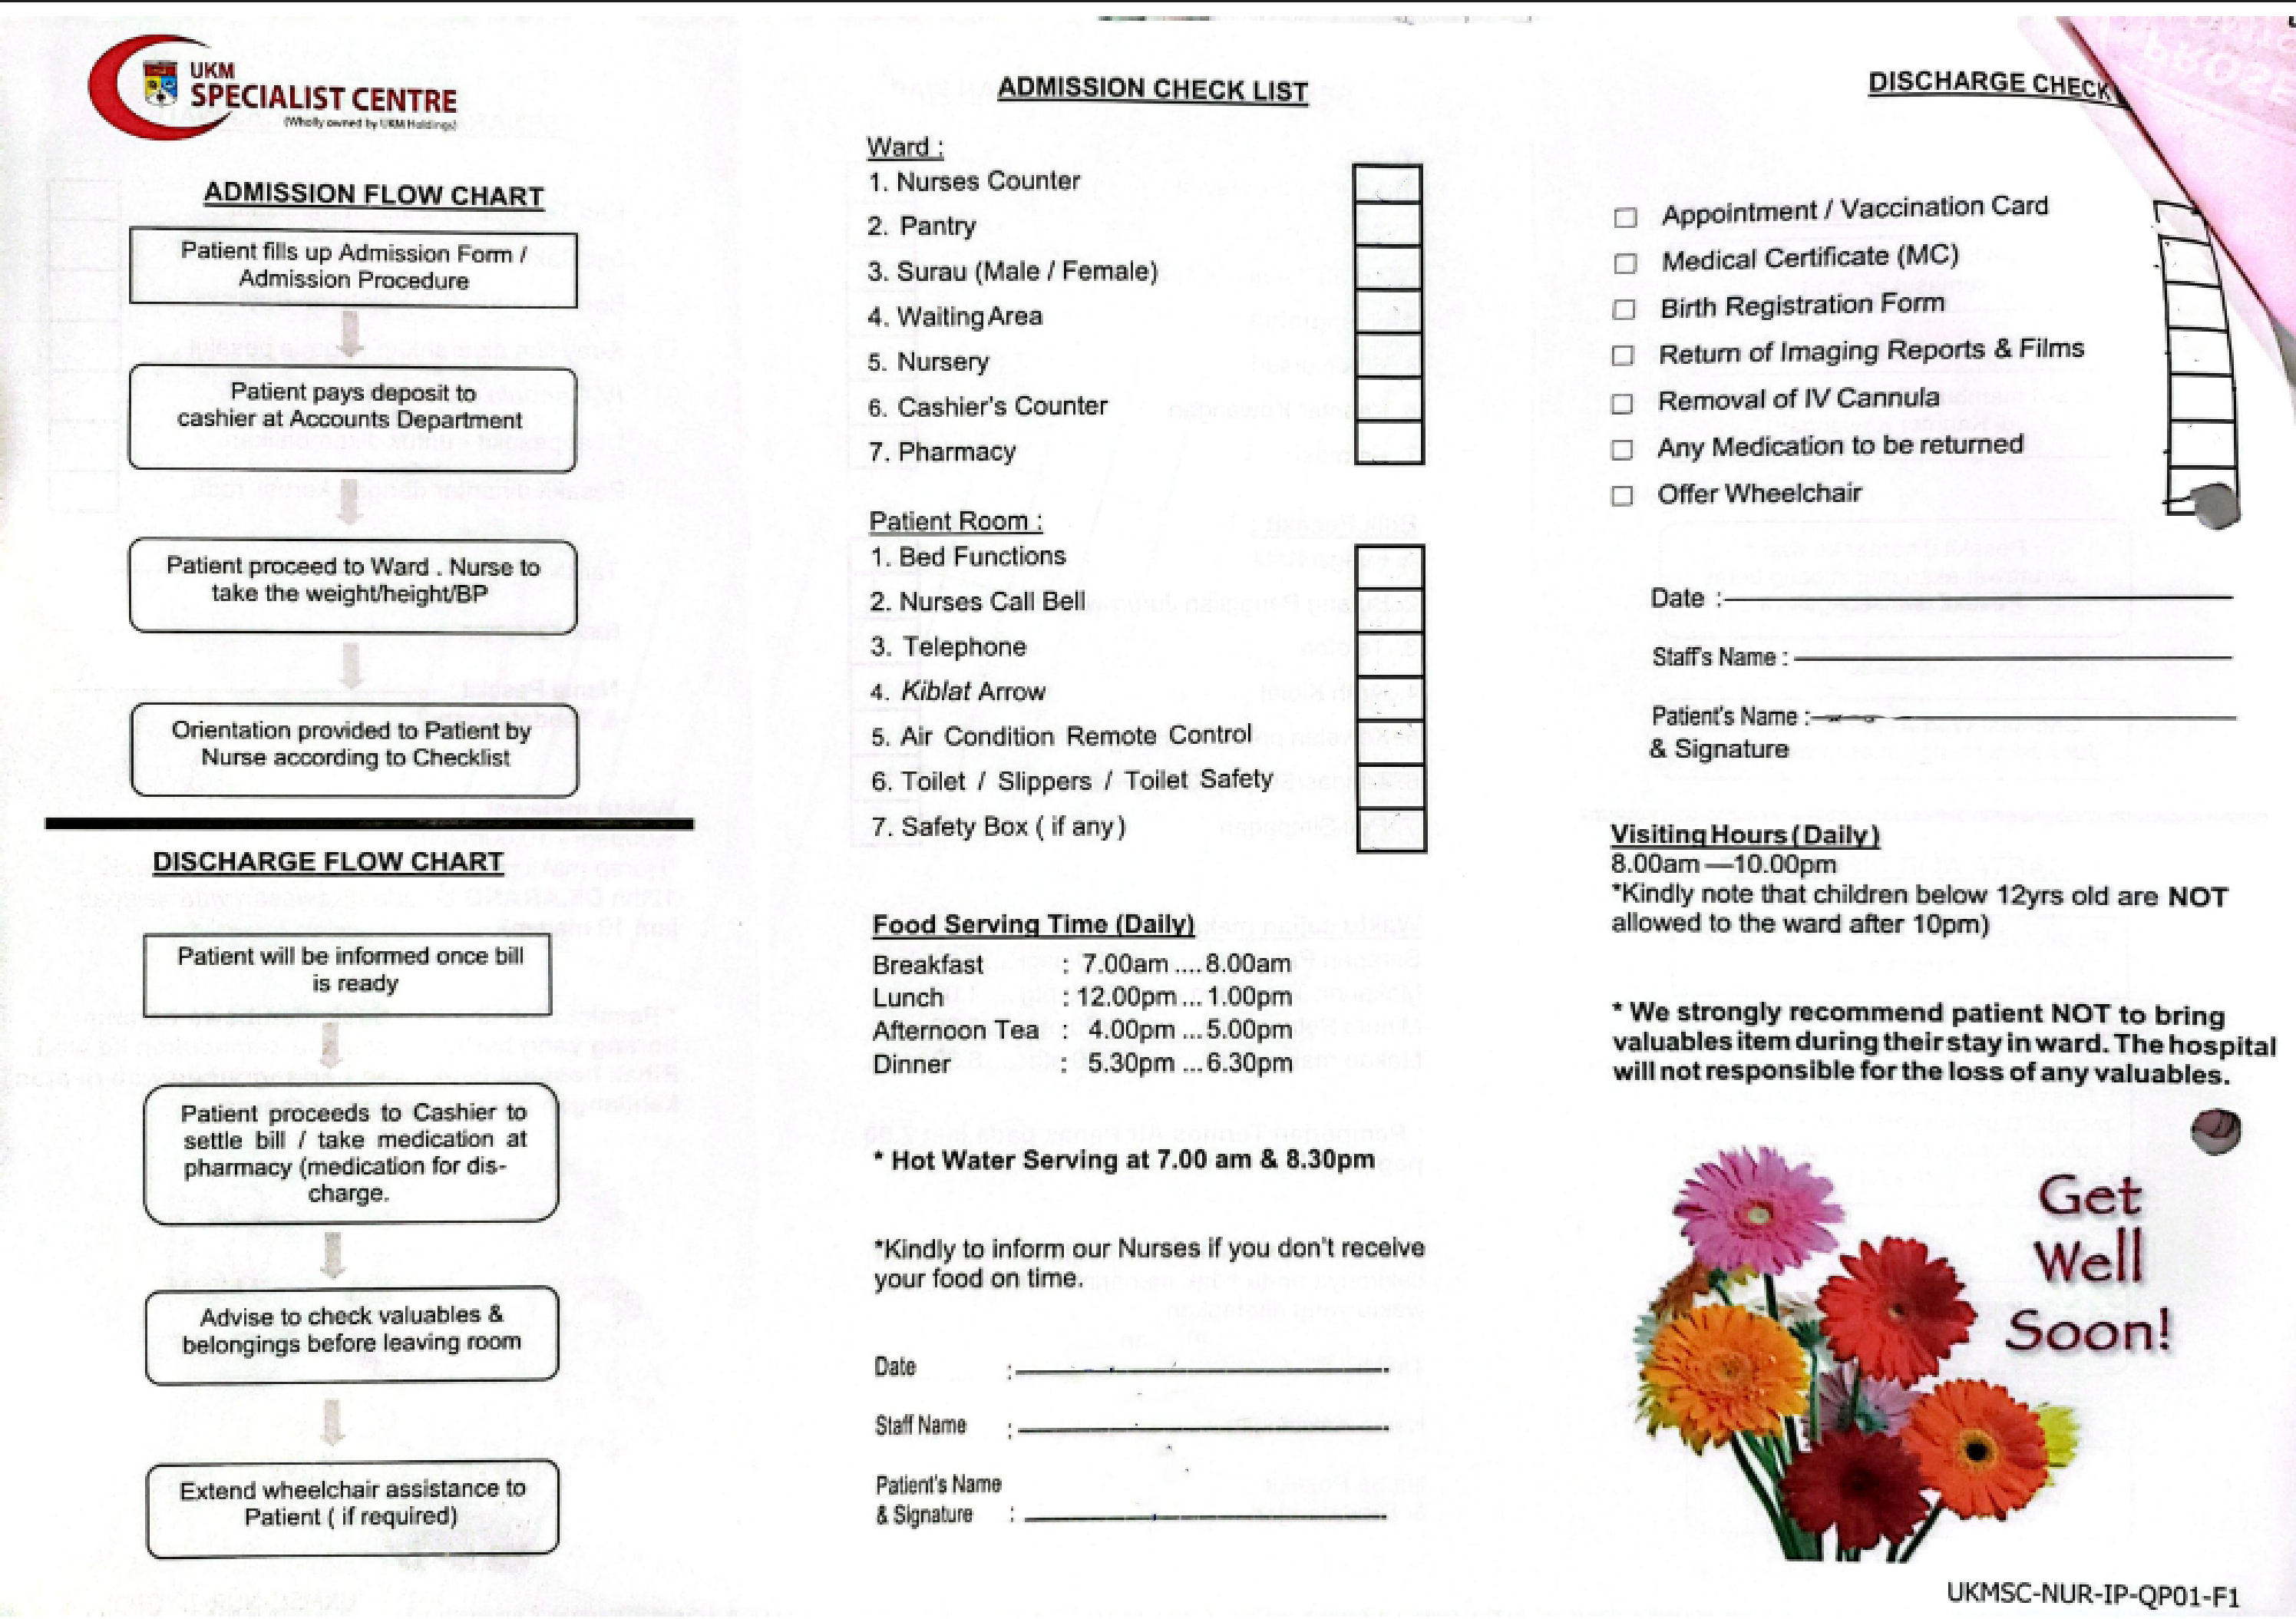 UKM
SPECIALIST CENTRE
(Wholly owned by UKM Holdings)
ADMISSION FLOW CHART
Patient fills up Admission Form /
Admission Procedure
Patient pays deposit to
cashier at Accounts Department
Patient proceed to Ward . Nurse to
take the weight/height/BP
Orientation provided to Patient by
Nurse according to Checklist
DISCHARGE FLOW CHART
Patient will be informed once bill
is ready
Patient proceeds to Cashier to
settle bill / take medication at
pharmacy (medication for dis-
charge.
Advise to check valuables &
belongings before leaving room
Extend wheelchair assistance to
Patient ( if required)
ADMISSION CHECK LIST
Ward :
1. Nurses Counter
2. Pantry
3. Surau (Male / Female)
4. Waiting Area
5. Nursery
6. Cashier's Counter
7. Pharmacy
Patient Room :
1. Bed Functions
2. Nurses Call Bell
3. Telephone
4. Kiblat Arrow
5. Air Condition Remote Control
6. Toilet / Slippers / Toilet Safety
7. Safety Box ( if any)
Food Serving Time (Daily)
Breakfast : 7.00am .... 8.00am
Lunch : 12.00pm ... 1.00pm
Afternoon Tea : 4.00pm ... 5.00pm
Dinner : 5.30pm ... 6.30pm
* Hot Water Serving at 7.00 am & 8.30pm
*Kindly to inform our Nurses if you don't receive
your food on time.
Date :
Staff Name :
Patient's Name
& Signature :
DISCHARGE CHECK
Appointment / Vaccination Card
Medical Certificate (MC)
Birth Registration Form
Return of Imaging Reports & Films
Removal of IV Cannula
Any Medication to be returned
Offer Wheelchair
Date :
Staff's Name :
Patient's Name :
& Signature
Visiting Hours (Daily)
8.00am —10.00pm
*Kindly note that children below 12yrs old are NOT
allowed to the ward after 10pm)
* We strongly recommend patient NOT to bring
valuables item during their stay in ward. The hospital
will not responsible for the loss of any valuables.
Get
Well
Soon!
UKMSC-NUR-IP-QP01-F1